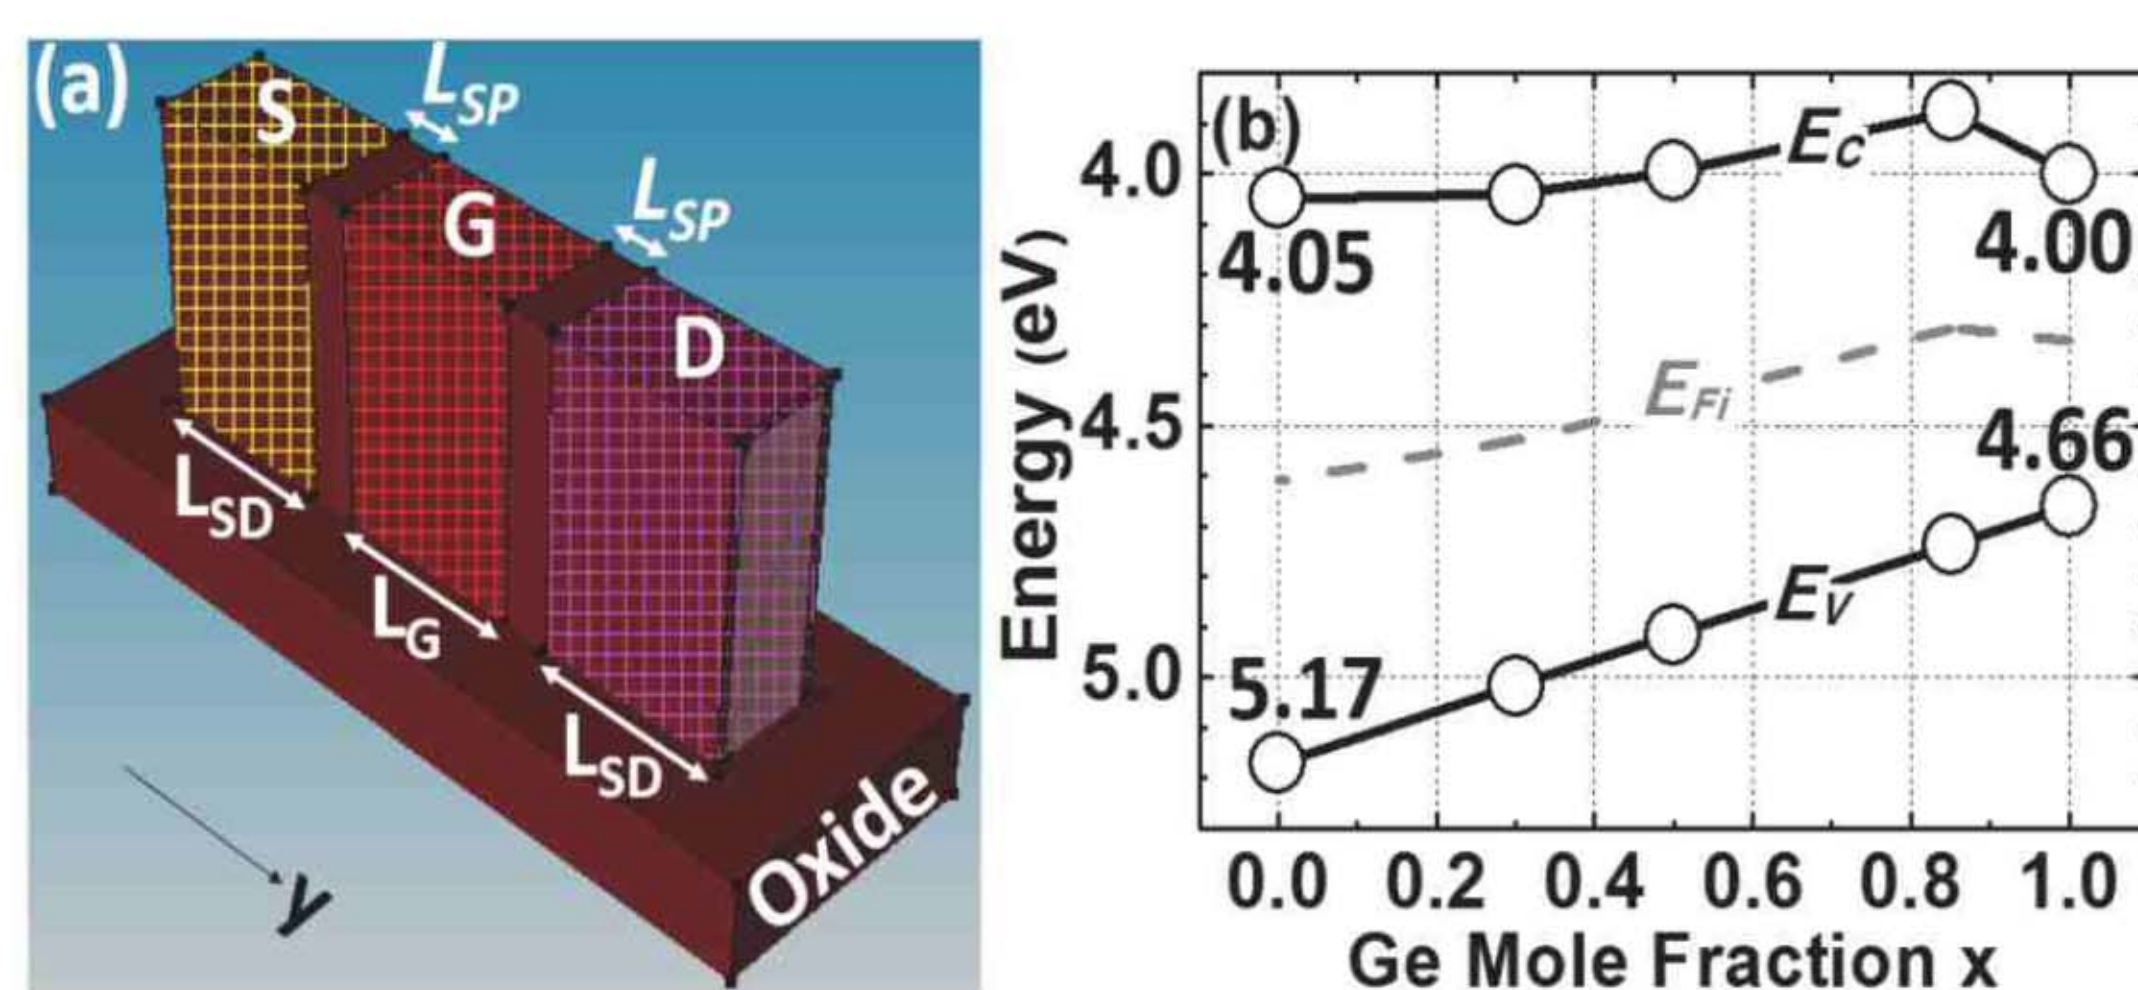 (a)
S
L_SP
G
L_SP
D
L_SD
L_G
L_SD
Oxide
y
(b)
Energy (eV)
4.0
4.5
5.0
E_C
4.05
4.00
E_Fi
4.66
5.17
E_V
0.0 0.2 0.4 0.6 0.8 1.0
Ge Mole Fraction x